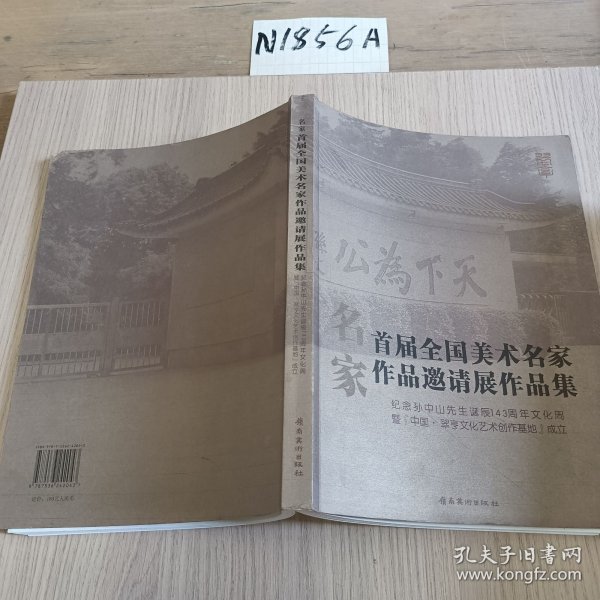 N1856A
名家 首届全国美术名家作品邀请展作品集
岭南美术出版社
天下為公
名家
首届全国美术名家
作品邀请展作品集
纪念孙中山先生诞辰143周年文化周
暨「中国·翠亨文化艺术创作基地」成立
岭南美术出版社
孔夫子旧书网
www.kongfz.com